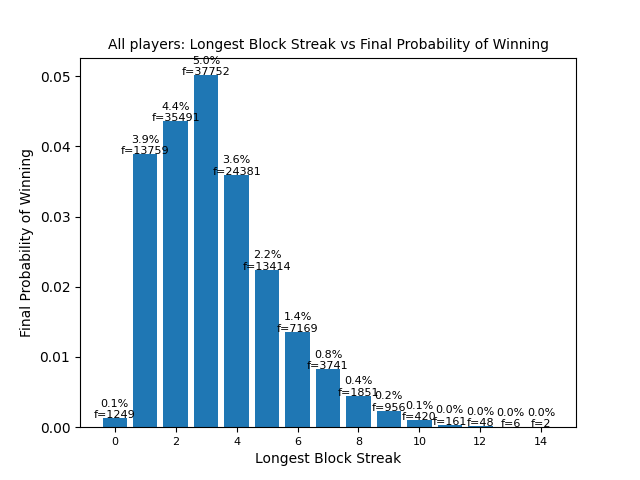 All players: Longest Block Streak vs Final Probability of Winning
Final Probability of Winning
0.05
0.04
0.03
0.02
0.01
0.00
0.1%
f=1249
3.9%
f=13759
4.4%
f=35491
5.0%
f=37752
3.6%
f=24381
2.2%
f=13414
1.4%
f=7169
0.8%
f=3741
0.4%
f=1851
0.2%
f=956
0.1%
f=420
0.0%
f=161
0.0%
f=48
0.0%
f=6
0.0%
f=2
0 2 4 6 8 10 12 14
Longest Block Streak